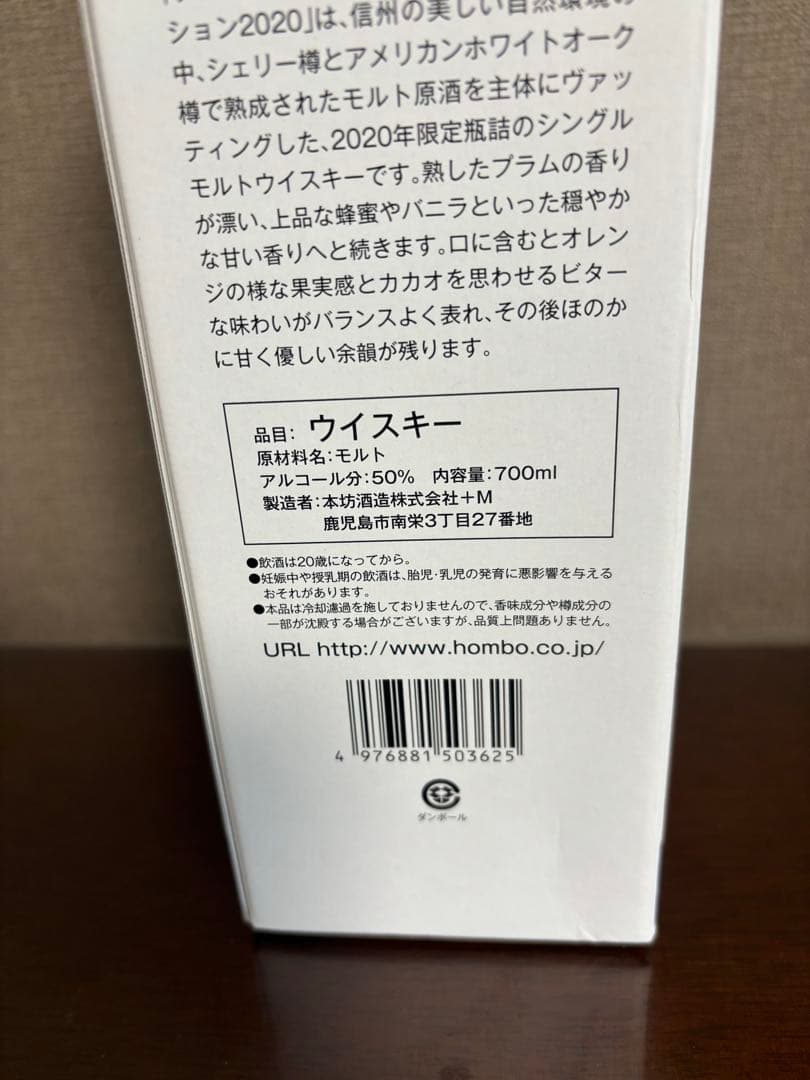 ション2020」は、信州の美しい自然環境の
中、シェリー樽とアメリカンホワイトオーク
樽で熟成されたモルト原酒を主体にヴァッ
ティングした、2020年限定瓶詰のシングル
モルトウイスキーです。熟したプラムの香り
が漂い、上品な蜂蜜やバニラといった穏やか
な甘い香りへと続きます。口に含むとオレン
ジの様な果実感とカカオを思わせるビター
な味わいがバランスよく表れ、その後ほのか
に甘く優しい余韻が残ります。
品目: ウイスキー
原材料名:モルト
アルコール分:50% 内容量:700ml
製造者:本坊酒造株式会社+M
鹿児島市南栄3丁目27番地
●飲酒は20歳になってから。
●妊娠中や授乳期の飲酒は、胎児・乳児の発育に悪影響を与える
おそれがあります。
●本品は冷却濾過を施しておりませんので、香味成分や樽成分の
一部が沈殿する場合がございますが、品質上問題ありません。
URL http://www.hombo.co.jp/
4 976881 503625
ダンボール